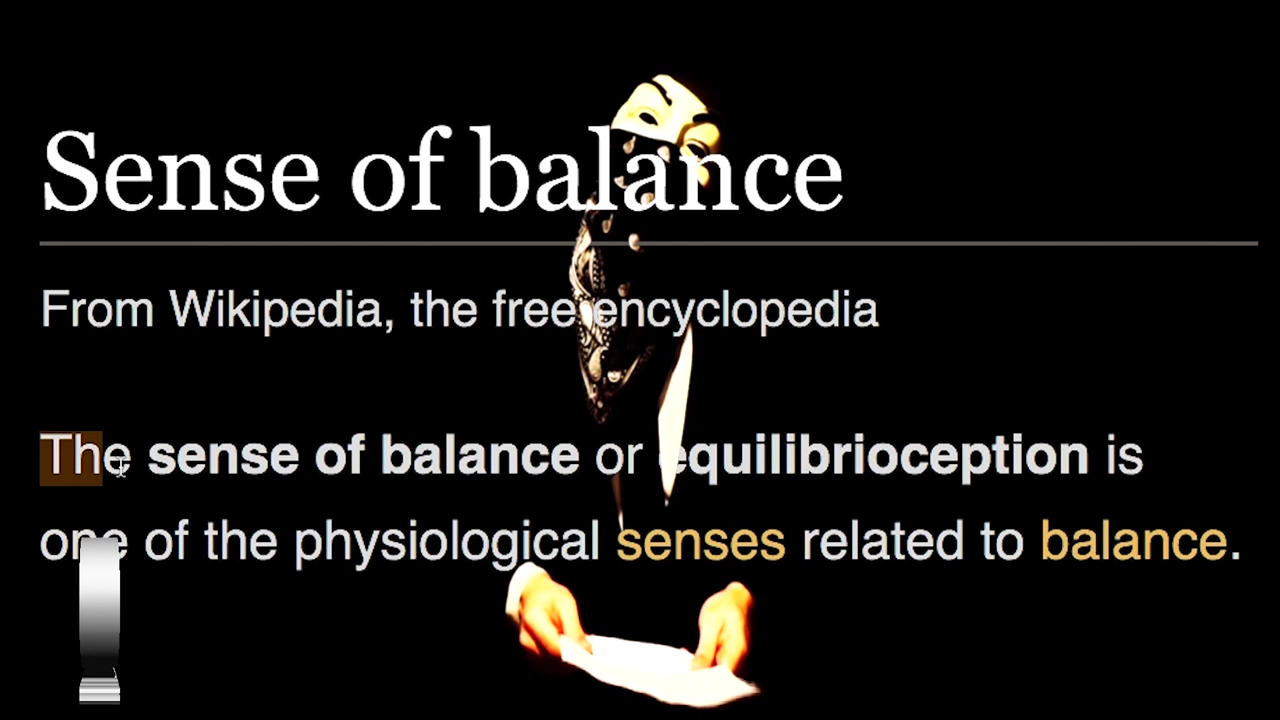 Sense of balance
From Wikipedia, the free encyclopedia
The sense of balance or equilibrioception is
one of the physiological senses related to balance.